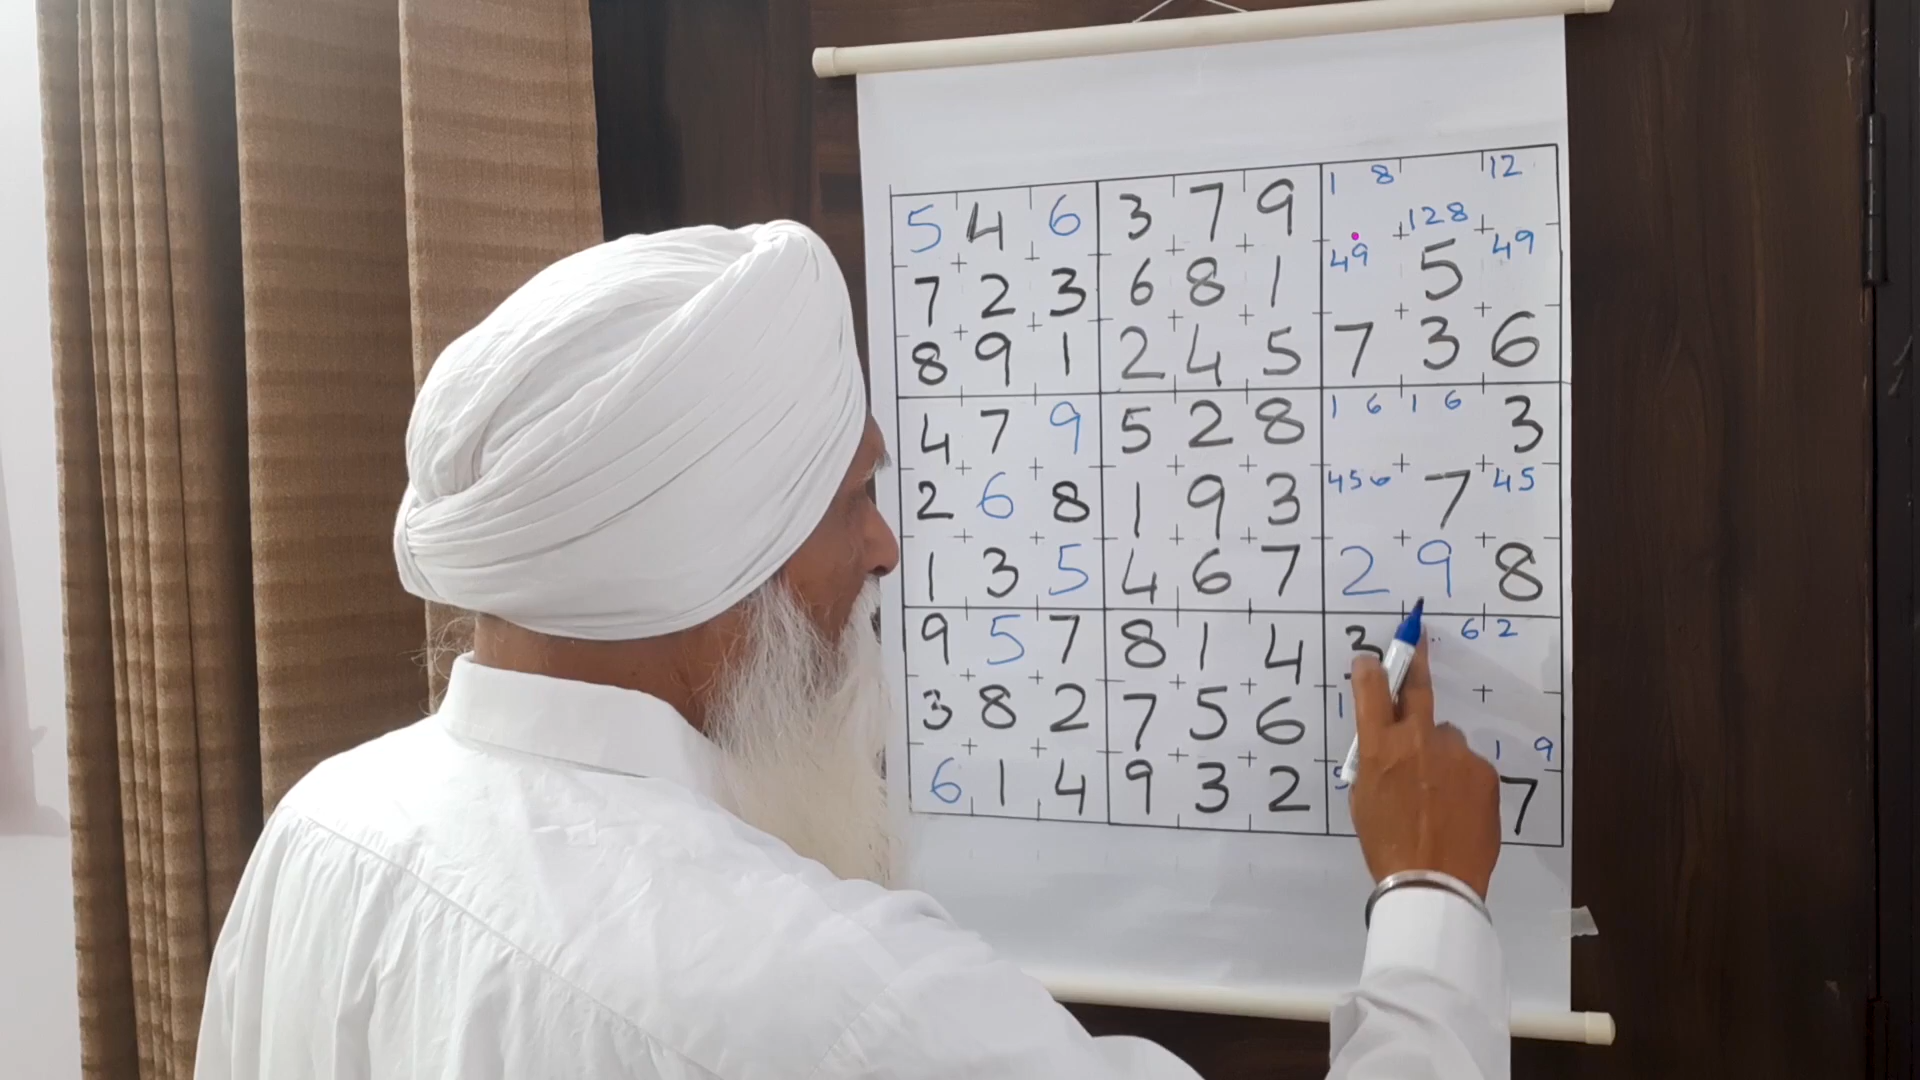 1 8 12
5 4 6 3 7 9 128
49 49
7 2 3 6 8 1 5
8 9 1 2 4 5 7 3 6
1 6 1 6
4 7 9 5 2 8 3
456 45
2 6 8 1 9 3 7
1 3 5 4 6 7 2 9 8
6 2
9 5 7 8 1 4 3
3 8 2 7 5 6 1
1 9
6 1 4 9 3 2 5 7